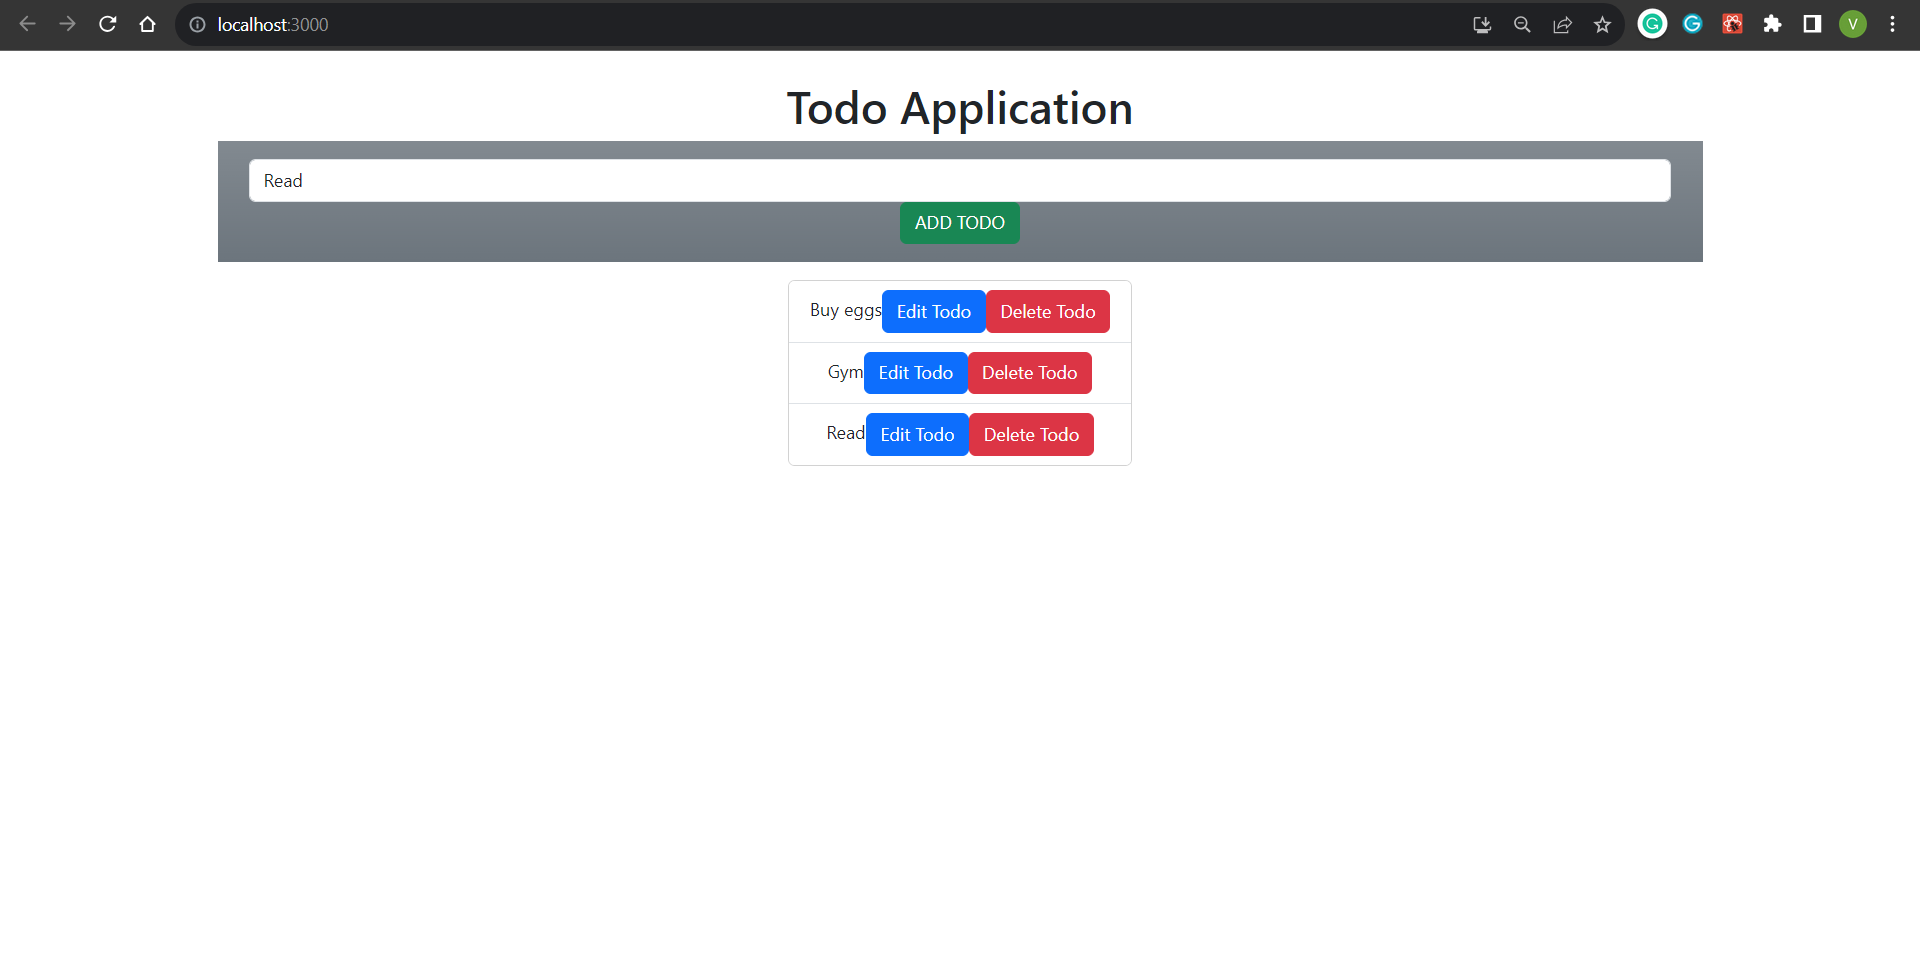 localhost:3000
V
Todo Application
Read
ADD TODO
Buy eggs Edit Todo Delete Todo
Gym Edit Todo Delete Todo
Read Edit Todo Delete Todo